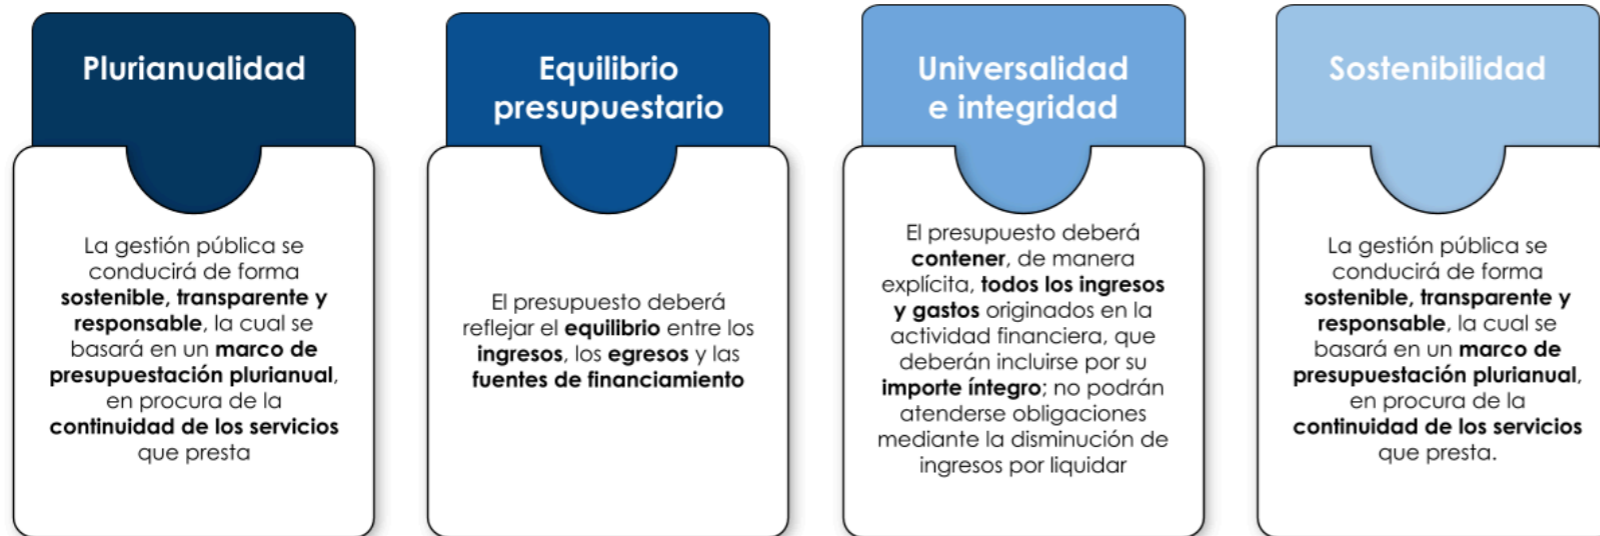 Plurianualidad
La gestión pública se
conducirá de forma
sostenible, transparente y
responsable, la cual se
basará en un marco de
presupuestación plurianual,
en procura de la
continuidad de los servicios
que presta
Equilibrio
presupuestario
El presupuesto deberá
reflejar el equilibrio entre los
ingresos, los egresos y las
fuentes de financiamiento
Universalidad
e integridad
El presupuesto deberá
contener, de manera
explícita, todos los ingresos
y gastos originados en la
actividad financiera, que
deberán incluirse por su
importe íntegro; no podrán
atenderse obligaciones
mediante la disminución de
ingresos por liquidar
Sostenibilidad
La gestión pública se
conducirá de forma
sostenible, transparente y
responsable, la cual se
basará en un marco de
presupuestación plurianual,
en procura de la
continuidad de los servicios
que presta.